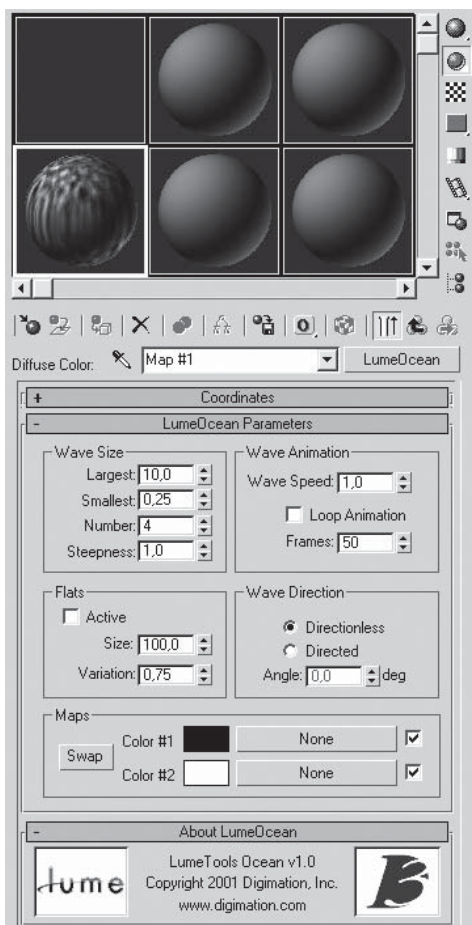 Diffuse Color: Map #1 LumeOcean
+ Coordinates
- LumeOcean Parameters
Wave Size
Largest: 10,0
Smallest: 0,25
Number: 4
Steepness: 1,0
Wave Animation
Wave Speed: 1,0
Loop Animation
Frames: 50
Flats
Active
Size: 100,0
Variation: 0,75
Wave Direction
Directionless
Directed
Angle: 0,0 deg
Maps
Swap
Color #1 None
Color #2 None
- About LumeOcean
lume
LumeTools Ocean v1.0
Copyright 2001 Digimation, Inc.
www.digimation.com